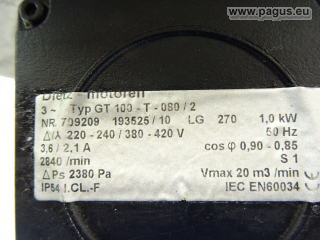 www.pagus.eu
Dietz - motoren
3 ~ Typ GT 100 - T - 080 / 2
NR. 709209 193525 / 10 LG 270 1,0 kW
Δ/⅄ 220 - 240 / 380 - 420 V 50 Hz
3,6 / 2,1 A cos φ 0,90 - 0,85
2840 /min S 1
Δ Ps 2380 Pa Vmax 20 m3 /min
IP54 I.CL.-F IEC EN60034